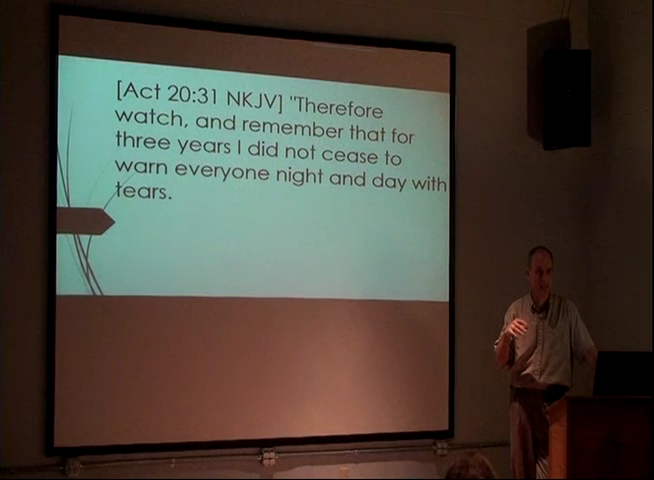 [Act 20:31 NKJV] "Therefore
watch, and remember that for
three years I did not cease to
warn everyone night and day with
tears.